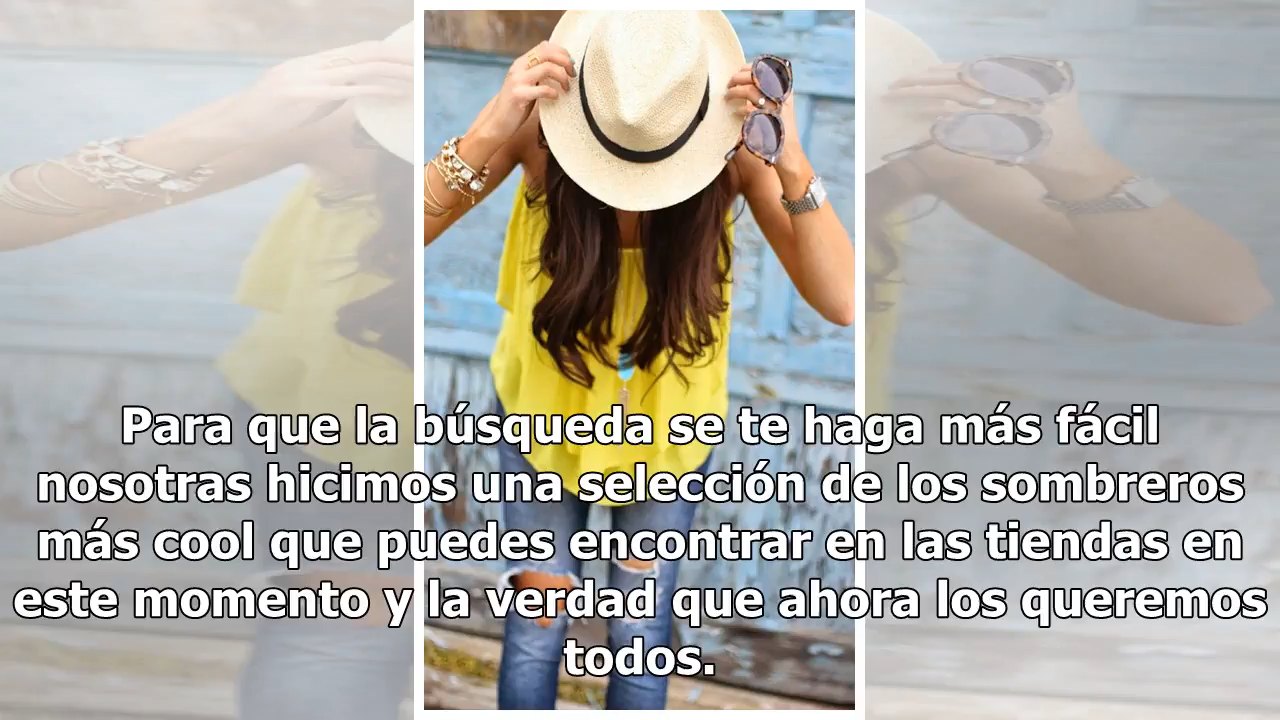 Para que la búsqueda se te haga más fácil
nosotras hicimos una selección de los sombreros
más cool que puedes encontrar en las tiendas en
este momento y la verdad que ahora los queremos
todos.